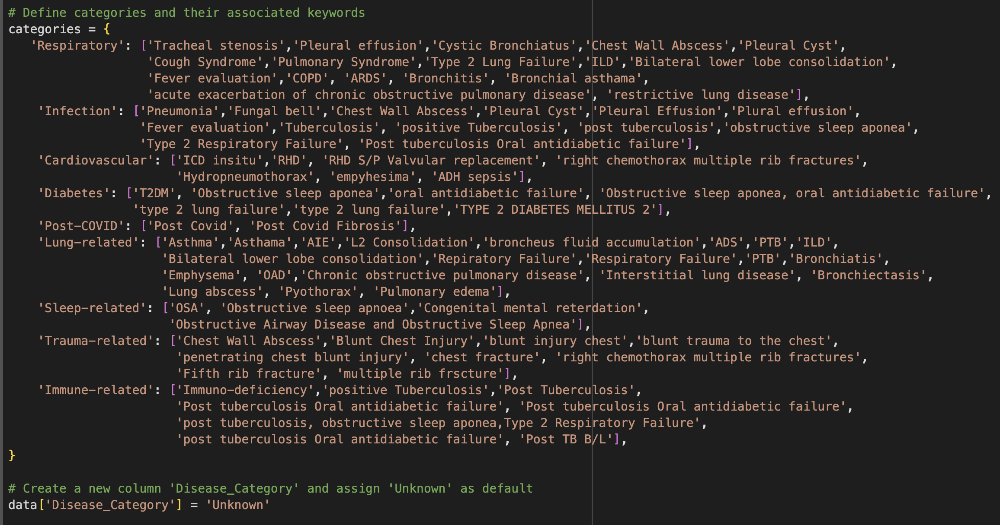 # Define categories and their associated keywords
categories = {
   'Respiratory': ['Tracheal stenosis','Pleural effusion','Cystic Bronchiatus','Chest Wall Abscess','Pleural Cyst',
                   'Cough Syndrome','Pulmonary Syndrome','Type 2 Lung Failure','ILD','Bilateral lower lobe consolidation',
                   'Fever evaluation','COPD', 'ARDS', 'Bronchitis', 'Bronchial asthama',
                   'acute exacerbation of chronic obstructive pulmonary disease', 'restrictive lung disease'],
    'Infection': ['Pneumonia','Fungal bell','Chest Wall Abscess','Pleural Cyst','Pleural Effusion','Plural effusion',
                  'Fever evaluation','Tuberculosis', 'positive Tuberculosis', 'post tuberculosis','obstructive sleep aponea',
                  'Type 2 Respiratory Failure', 'Post tuberculosis Oral antidiabetic failure'],
    'Cardiovascular': ['ICD insitu','RHD', 'RHD S/P Valvular replacement', 'right chemothorax multiple rib fractures',
                       'Hydropneumothorax', 'empyhesima', 'ADH sepsis'],
    'Diabetes': ['T2DM', 'Obstructive sleep aponea','oral antidiabetic failure', 'Obstructive sleep aponea, oral antidiabetic failure',
                 'type 2 lung failure','type 2 lung failure','TYPE 2 DIABETES MELLITUS 2'],
    'Post-COVID': ['Post Covid', 'Post Covid Fibrosis'],
    'Lung-related': ['Asthma','Asthama','AIE','L2 Consolidation','broncheus fluid accumulation','ADS','PTB','ILD',
                     'Bilateral lower lobe consolidation','Repiratory Failure','Respiratory Failure','PTB','Bronchiatis',
                     'Emphysema', 'OAD','Chronic obstructive pulmonary disease', 'Interstitial lung disease', 'Bronchiectasis',
                     'Lung abscess', 'Pyothorax', 'Pulmonary edema'],
    'Sleep-related': ['OSA', 'Obstructive sleep apnoea','Congenital mental reterdation',
                      'Obstructive Airway Disease and Obstructive Sleep Apnea'],
    'Trauma-related': ['Chest Wall Abscess','Blunt Chest Injury','blunt injury chest','blunt trauma to the chest',
                       'penetrating chest blunt injury', 'chest fracture', 'right chemothorax multiple rib fractures',
                       'Fifth rib fracture', 'multiple rib frscture'],
    'Immune-related': ['Immuno-deficiency','positive Tuberculosis','Post Tuberculosis',
                       'Post tuberculosis Oral antidiabetic failure', 'Post tuberculosis Oral antidiabetic failure',
                       'post tuberculosis, obstructive sleep aponea,Type 2 Respiratory Failure',
                       'post tuberculosis Oral antidiabetic failure', 'Post TB B/L'],
}
# Create a new column 'Disease_Category' and assign 'Unknown' as default
data['Disease_Category'] = 'Unknown'